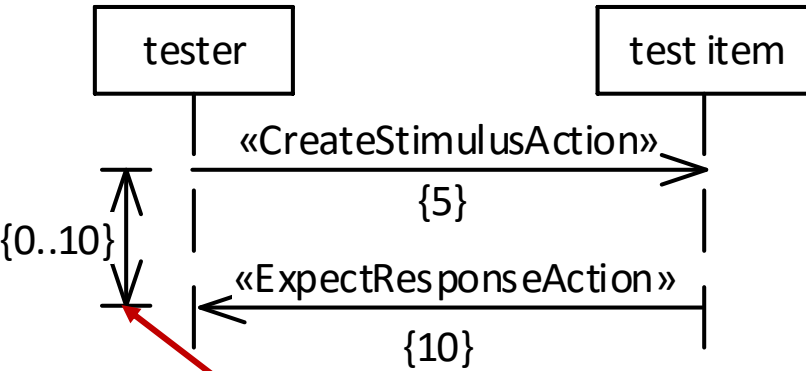 tester
test item
«CreateStimulusAction»
{5}
{0..10}
«ExpectResponseAction»
{10}